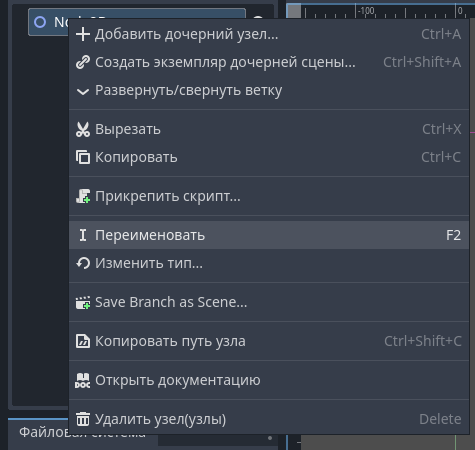 -100
0
Добавить дочерний узел... Ctrl+A
Создать экземпляр дочерней сцены... Ctrl+Shift+A
Развернуть/свернуть ветку
Вырезать Ctrl+X
Копировать Ctrl+C
Прикрепить скрипт...
Переименовать F2
Изменить тип...
Save Branch as Scene...
Копировать путь узла Ctrl+Shift+C
Открыть документацию
Удалить узел(узлы) Delete
Файловая система